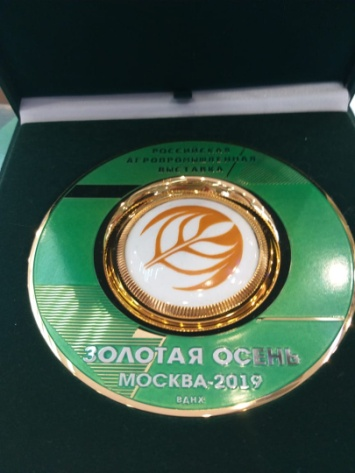 РОССИЙСКАЯ
АГРОПРОМЫШЛЕННАЯ
ВЫСТАВКА
ЗОЛОТАЯ ОСЕНЬ
МОСКВА-2019
ВДНХ